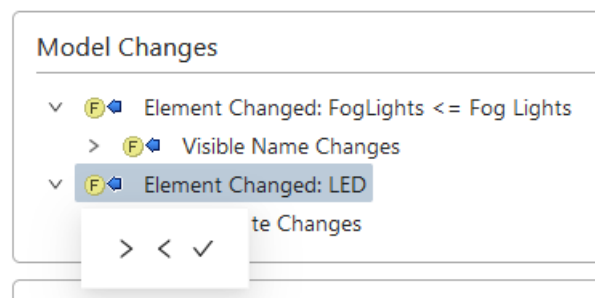 Model Changes
F Element Changed: FogLights <= Fog Lights
F Visible Name Changes
F Element Changed: LED
te Changes